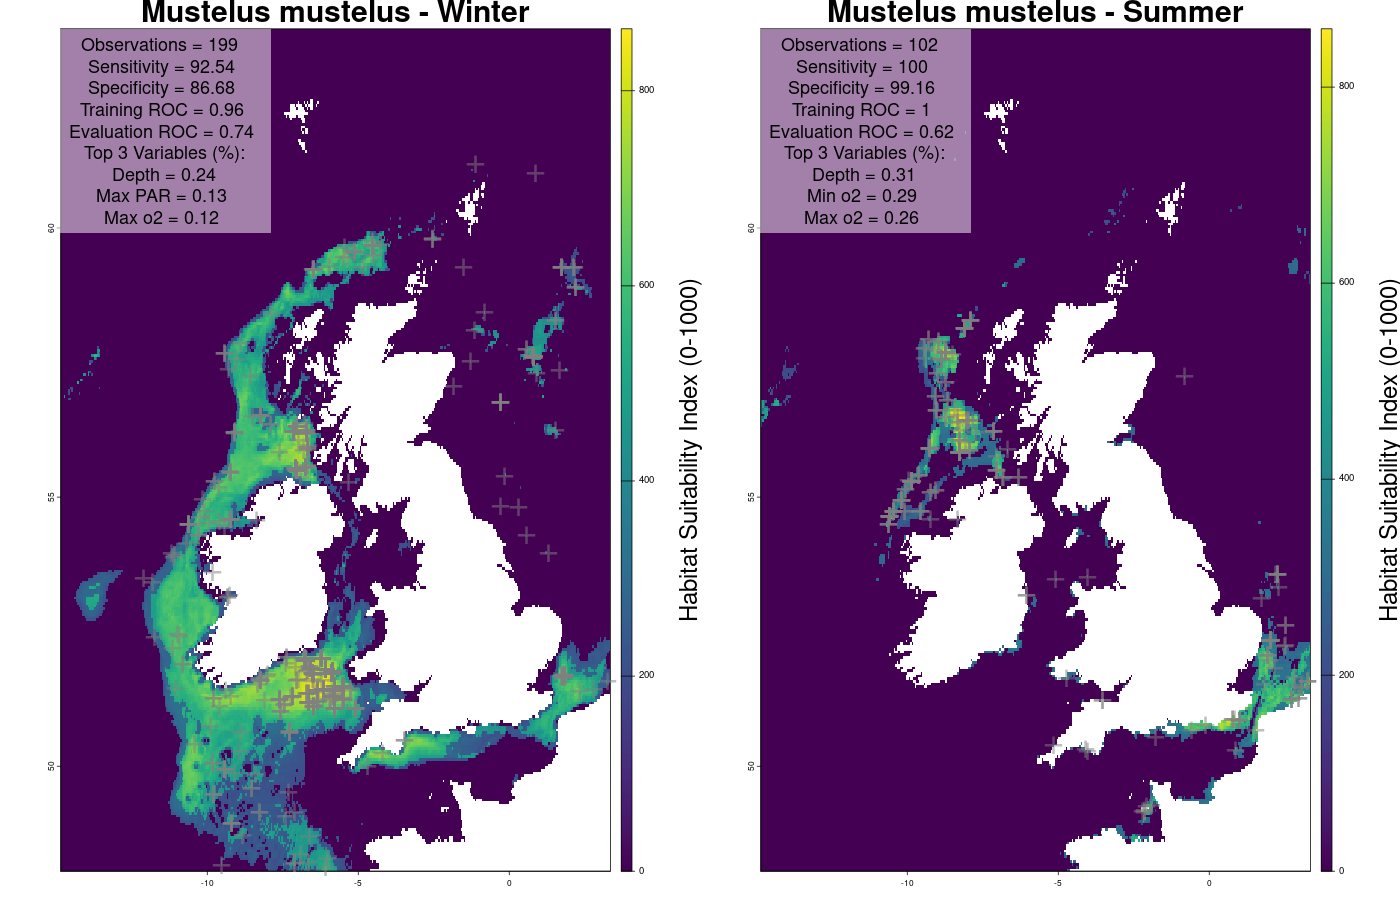 Mustelus mustelus - Winter
Observations = 199
Sensitivity = 92.54
Specificity = 86.68
Training ROC = 0.96
Evaluation ROC = 0.74
Top 3 Variables (%):
Depth = 0.24
Max PAR = 0.13
Max o2 = 0.12
60
55
50
-10
-5
0
800
600
400
200
0
Habitat Suitability Index (0-1000)
Mustelus mustelus - Summer
Observations = 102
Sensitivity = 100
Specificity = 99.16
Training ROC = 1
Evaluation ROC = 0.62
Top 3 Variables (%):
Depth = 0.31
Min o2 = 0.29
Max o2 = 0.26
60
55
50
-10
-5
0
800
600
400
200
0
Habitat Suitability Index (0-1000)